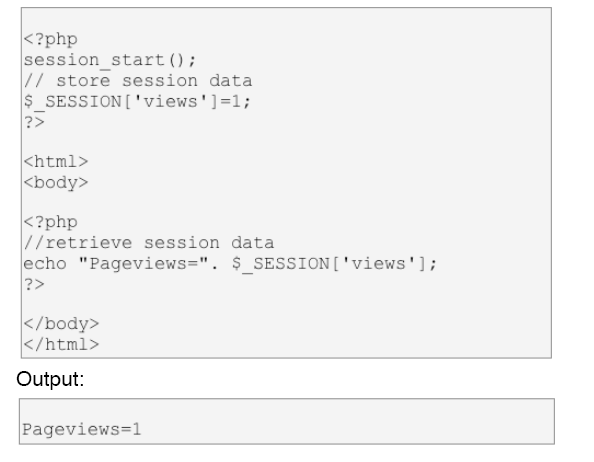 <?php
session_start();
// store session data
$_SESSION['views']=1;
?>
<html>
<body>
<?php
//retrieve session data
echo "Pageviews=". $_SESSION['views'];
?>
</body>
</html>
Output:
Pageviews=1